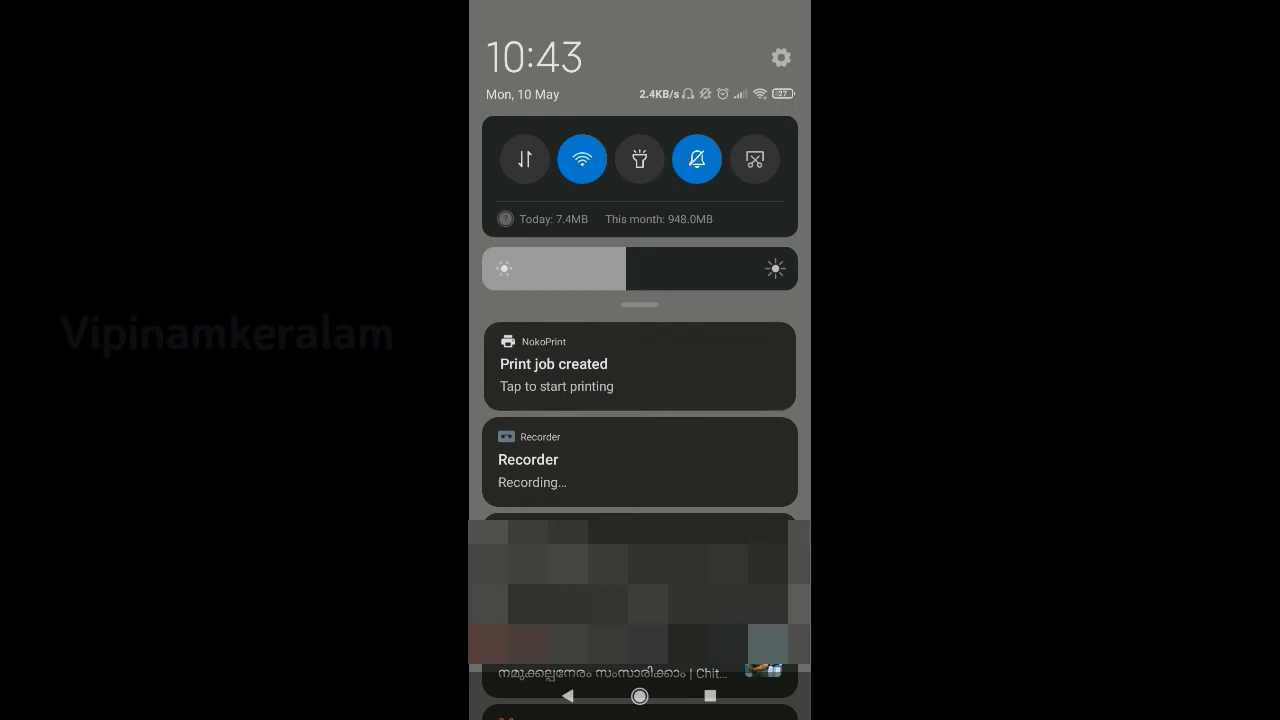 10:43
Mon, 10 May
2.4KB/s
27
Today: 7.4MB This month: 948.0MB
Vipinamkeralam
NokoPrint
Print job created
Tap to start printing
Recorder
Recorder
Recording...
നമുക്കല്പനേരം സംസാരിക്കാം | Chit...